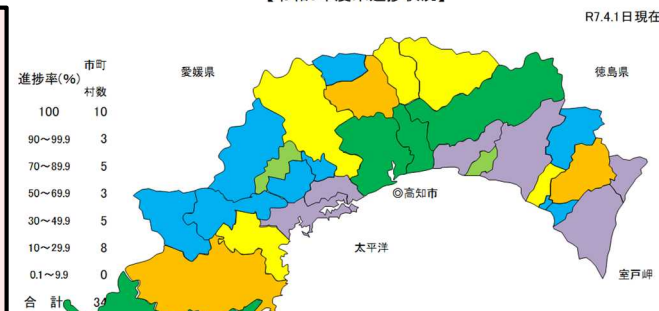 R7.4.1日現在
進捗率(%)
市町
村数
100 10
90～99.9 3
70～89.9 5
50～69.9 3
30～49.9 5
10～29.9 8
0.1～9.9 0
合 計 34
愛媛県
徳島県
◎高知市
太平洋
室戸岬